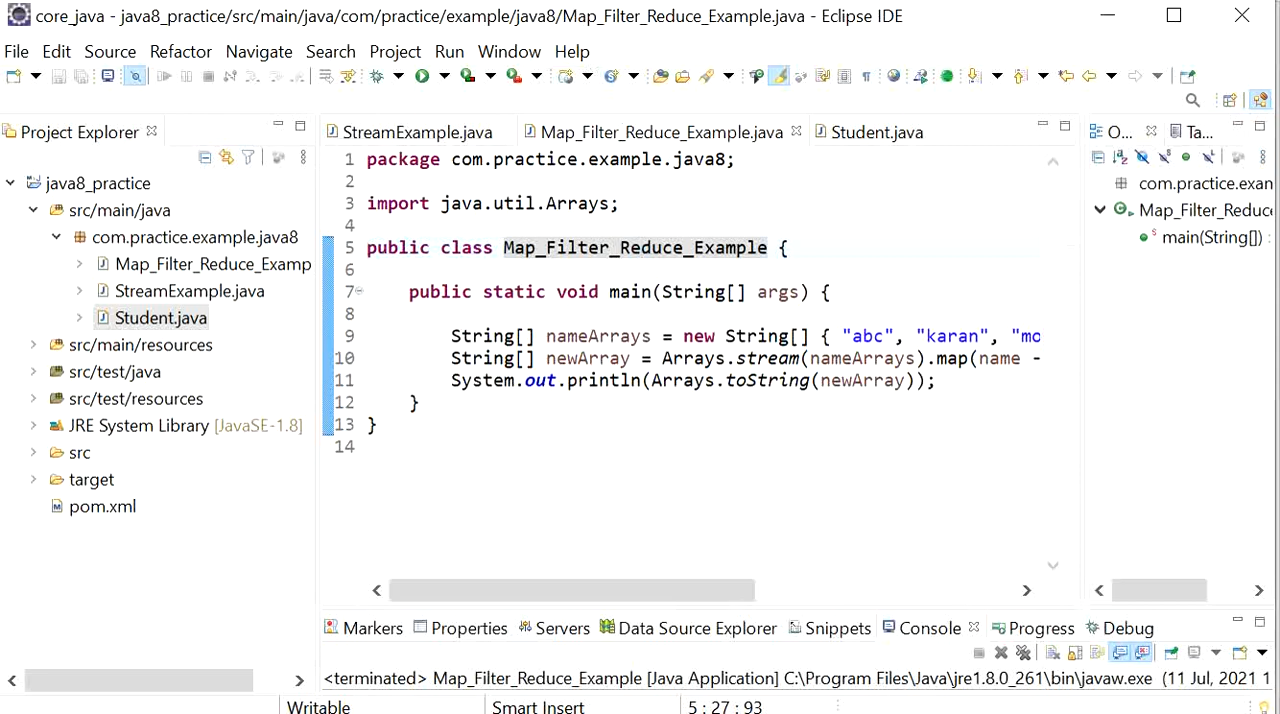 core_java - java8_practice/src/main/java/com/practice/example/java8/Map_Filter_Reduce_Example.java - Eclipse IDE
File Edit Source Refactor Navigate Search Project Run Window Help
Project Explorer
java8_practice
src/main/java
com.practice.example.java8
Map_Filter_Reduce_Examp
StreamExample.java
Student.java
src/main/resources
src/test/java
src/test/resources
JRE System Library [JavaSE-1.8]
src
target
pom.xml
StreamExample.java Map_Filter_Reduce_Example.java Student.java
1 package com.practice.example.java8;
2
3 import java.util.Arrays;
4
5 public class Map_Filter_Reduce_Example {
6
7 public static void main(String[] args) {
8
9 String[] nameArrays = new String[] { "abc", "karan", "mo
10 String[] newArray = Arrays.stream(nameArrays).map(name -
11 System.out.println(Arrays.toString(newArray));
12 }
13 }
14
O... Ta...
com.practice.exan
Map_Filter_Reduce
main(String[]) :
Markers Properties Servers Data Source Explorer Snippets Console Progress Debug
<terminated> Map_Filter_Reduce_Example [Java Application] C:\Program Files\Java\jre1.8.0_261\bin\javaw.exe (11 Jul, 2021 1
Writable Smart Insert 5 : 27 : 93